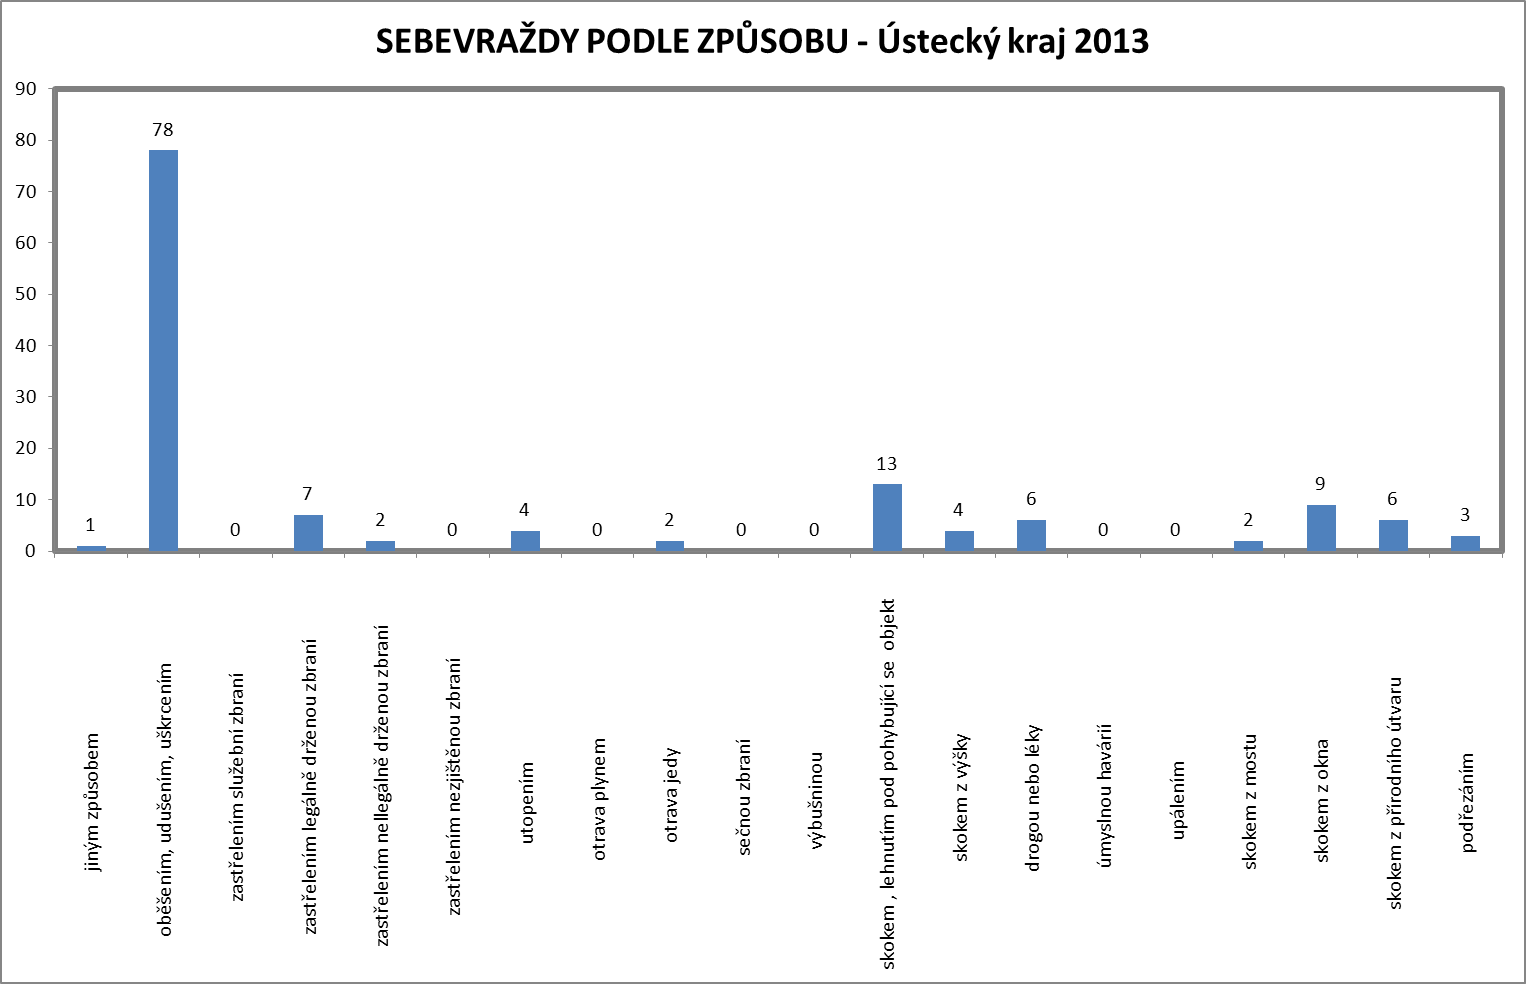 SEBEVRAŽDY PODLE ZPŮSOBU - Ústecký kraj 2013
90
80
70
60
50
40
30
20
10
0
1
78
0
7
2
0
4
0
2
0
0
13
4
6
0
0
2
9
6
3
jiným způsobem
oběšením, udušením, uškrcením
zastřelením služební zbraní
zastřelením legálně drženou zbraní
zastřelením nellegálně drženou zbraní
zastřelením nezjištěnou zbraní
utopením
otrava plynem
otrava jedy
sečnou zbraní
výbušninou
skokem , lehnutím pod pohybující se objekt
skokem z výšky
drogou nebo léky
úmyslnou havárií
upálením
skokem z mostu
skokem z okna
skokem z přírodního útvaru
podřezáním